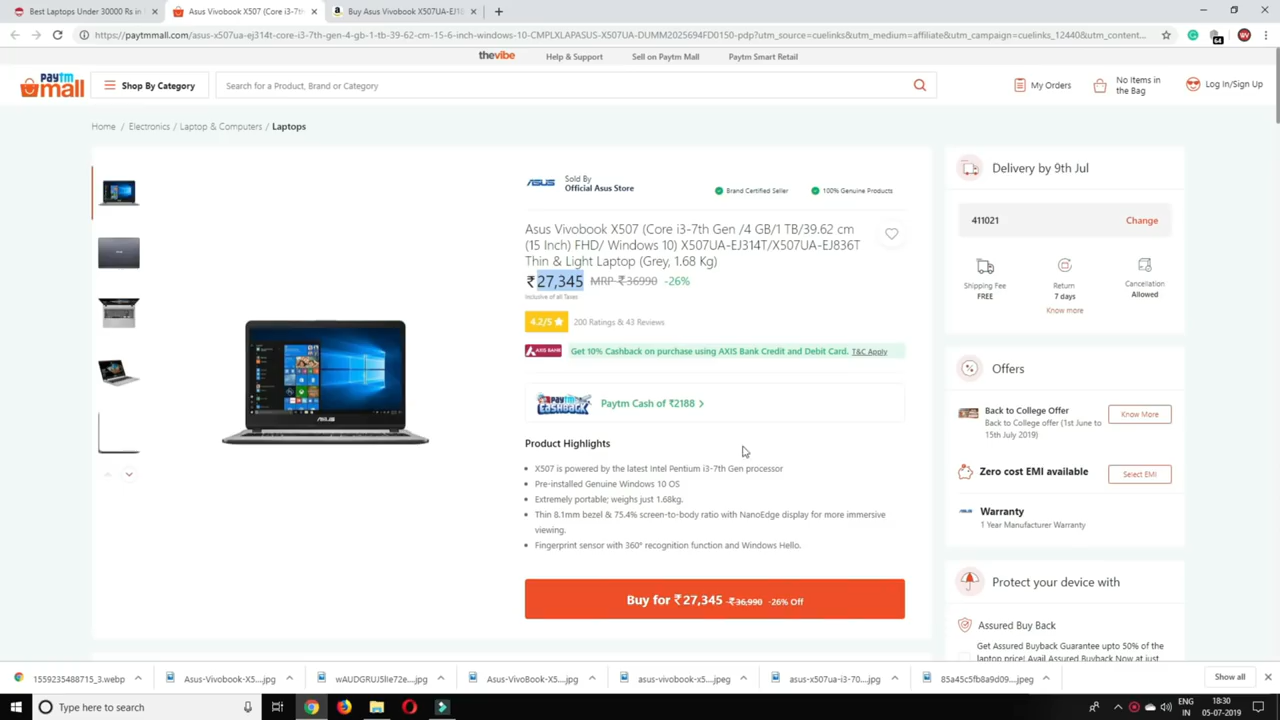 Best Laptops Under 30000 Rs in
Asus Vivobook X507 (Core i3-7th
Buy Asus Vivobook X507UA-EJ18
https://paytmmall.com/asus-x507ua-ej314t-core-i3-7th-gen-4-gb-1-tb-39-62-cm-15-6-inch-windows-10-CMPLXLAPASUS-X507UA-DUMM2025694FD0150-pdp?utm_source=cuelinks&utm_medium=affiliate&utm_campaign=cuelinks_12440&utm_content...
64
WV
thevibe
Help & Support
Sell on Paytm Mall
Paytm Smart Retail
paytm mall
Shop By Category
Search for a Product, Brand or Category
My Orders
No Items in the Bag
Log In/Sign Up
Home / Electronics / Laptop & Computers / Laptops
ASUS
Sold By
Official Asus Store
Brand Certified Seller
100% Genuine Products
Asus Vivobook X507 (Core i3-7th Gen /4 GB/1 TB/39.62 cm
(15 Inch) FHD/ Windows 10) X507UA-EJ314T/X507UA-EJ836T
Thin & Light Laptop (Grey, 1.68 Kg)
₹27,345 MRP ₹36990 -26%
Inclusive of all Taxes
4.2/5 ★ 200 Ratings & 43 Reviews
AXIS BANK Get 10% Cashback on purchase using AXIS Bank Credit and Debit Card. T&C Apply
Paytm Cashback Paytm Cash of ₹2188 >
Product Highlights
X507 is powered by the latest Intel Pentium i3-7th Gen processor
Pre-installed Genuine Windows 10 OS
Extremely portable; weighs just 1.68kg.
Thin 8.1mm bezel & 75.4% screen-to-body ratio with NanoEdge display for more immersive
viewing.
Fingerprint sensor with 360° recognition function and Windows Hello.
Buy for ₹27,345 ₹36,990 -26% Off
Delivery by 9th Jul
411021 Change
Shipping Fee
FREE
Return
7 days
Know more
Cancellation
Allowed
Offers
Back to College Offer
Back to College offer (1st June to
15th July 2019)
Know More
Zero cost EMI available
Select EMI
Warranty
1 Year Manufacturer Warranty
Protect your device with
Assured Buy Back
Get Assured Buyback Guarantee upto 50% of the
laptop price! Avail Assured Buyback Now at just
1559235488715_3.webp
Asus-Vivobook-X5....jpg
wAUDGRUJ5lIe72e....jpg
Asus-VivoBook-X5....jpg
asus-vivobook-x5....jpeg
asus-x507ua-i3-70....jpg
85a45c5fb8a9d09....jpeg
Show all
Type here to search
ENG
IN
18:30
05-07-2019